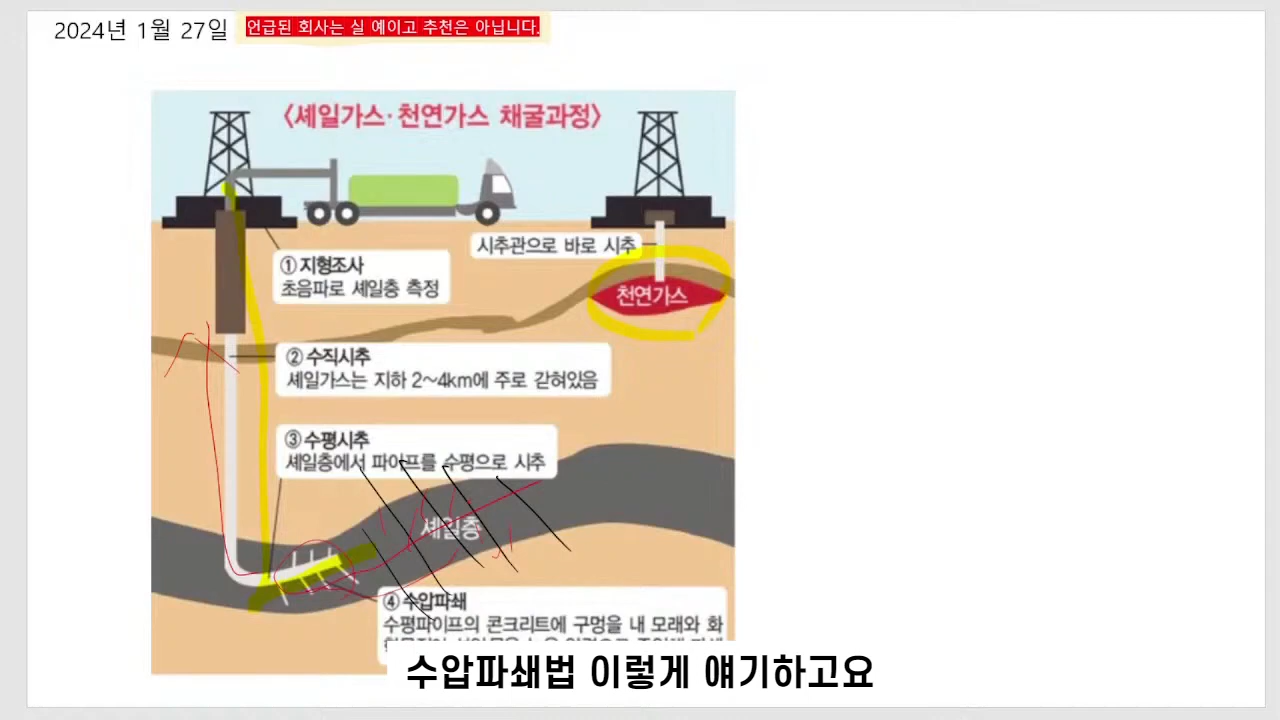 2024년 1월 27일
언급된 회사는 실 예이고 추천은 아닙니다.
〈셰일가스·천연가스 채굴과정〉
시추관으로 바로 시추
① 지형조사
초음파로 셰일층 측정
천연가스
② 수직시추
셰일가스는 지하 2~4km에 주로 갇혀있음
③ 수평시추
셰일층에서 파이프를 수평으로 시추
셰일층
④ 수압파쇄
수평파이프의 콘크리트에 구멍을 내 모래와 화
수압파쇄법 이렇게 얘기하고요